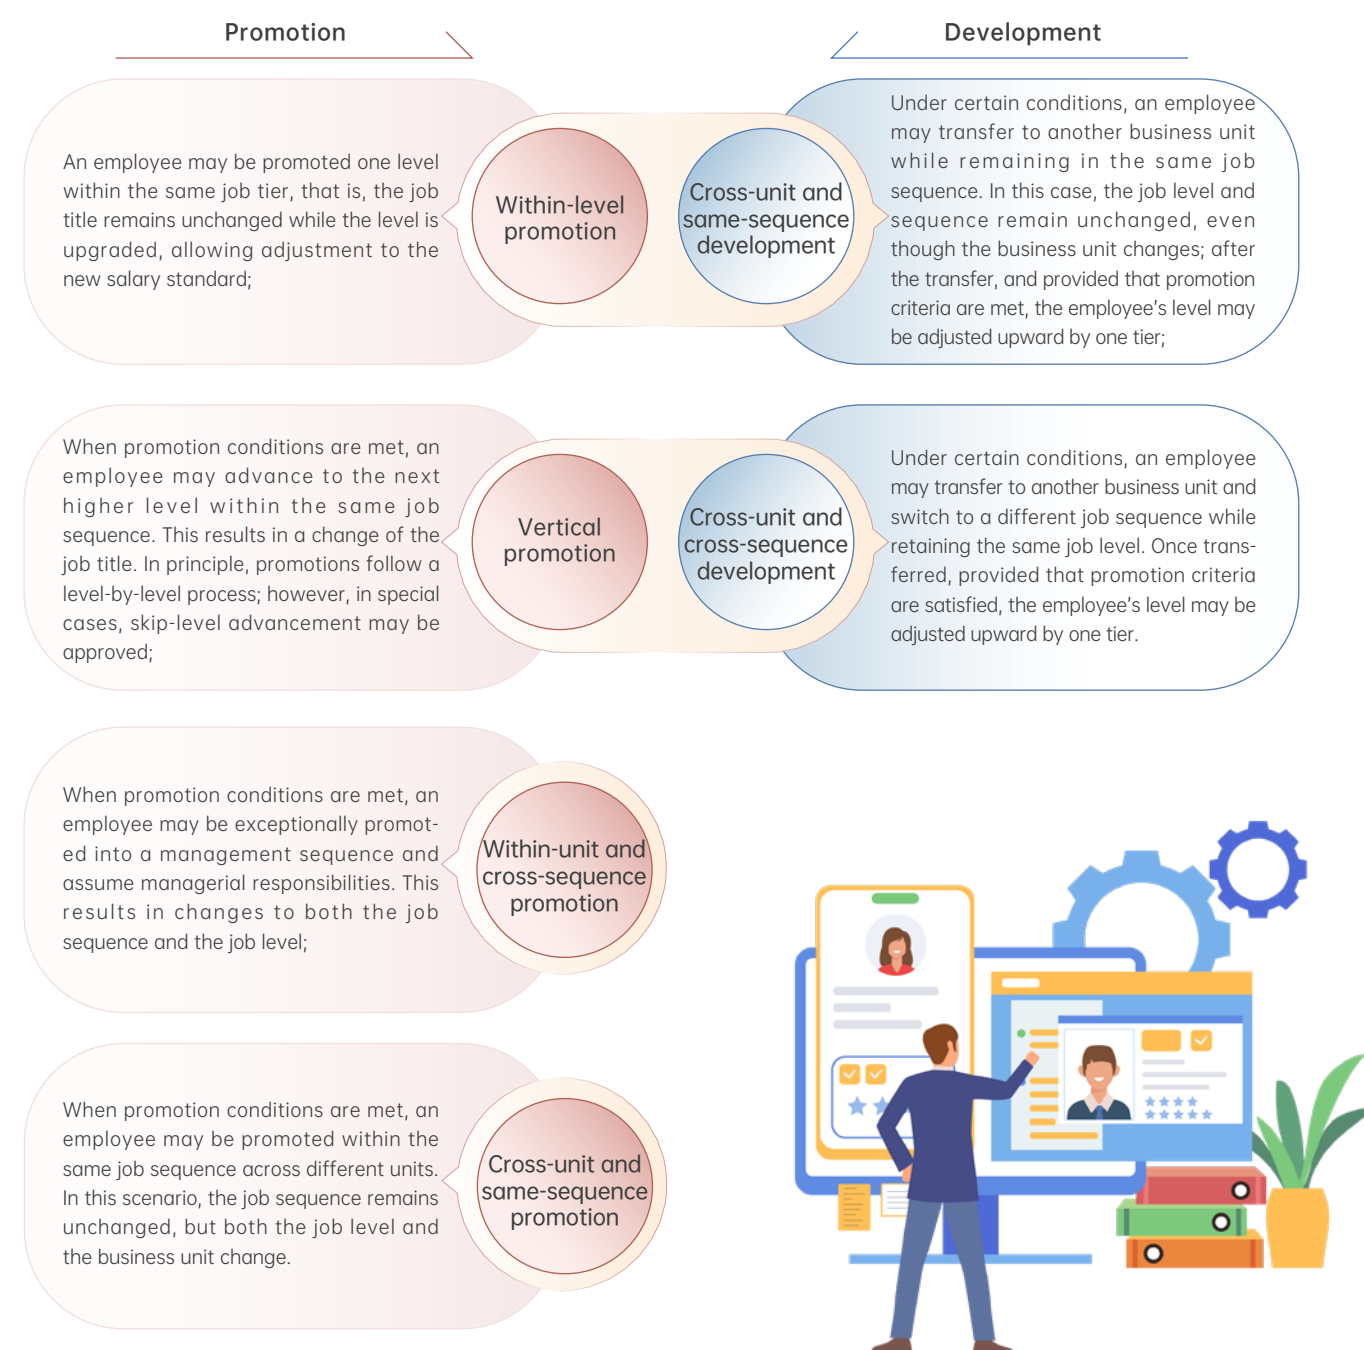 Promotion
An employee may be promoted one level
within the same job tier, that is, the job
title remains unchanged while the level is
upgraded, allowing adjustment to the
new salary standard;
Within-level
promotion
When promotion conditions are met, an
employee may advance to the next
higher level within the same job
sequence. This results in a change of the
job title. In principle, promotions follow a
level-by-level process; however, in special
cases, skip-level advancement may be
approved;
Vertical
promotion
When promotion conditions are met, an
employee may be exceptionally promot-
ed into a management sequence and
assume managerial responsibilities. This
results in changes to both the job
sequence and the job level;
Within-unit and
cross-sequence
promotion
When promotion conditions are met, an
employee may be promoted within the
same job sequence across different units.
In this scenario, the job sequence remains
unchanged, but both the job level and
the business unit change.
Cross-unit and
same-sequence
promotion
Development
Cross-unit and
same-sequence
development
Under certain conditions, an employee
may transfer to another business unit
while remaining in the same job
sequence. In this case, the job level and
sequence remain unchanged, even
though the business unit changes; after
the transfer, and provided that promotion
criteria are met, the employee's level may
be adjusted upward by one tier;
Cross-unit and
cross-sequence
development
Under certain conditions, an employee
may transfer to another business unit and
switch to a different job sequence while
retaining the same job level. Once trans-
ferred, provided that promotion criteria
are satisfied, the employee's level may be
adjusted upward by one tier.